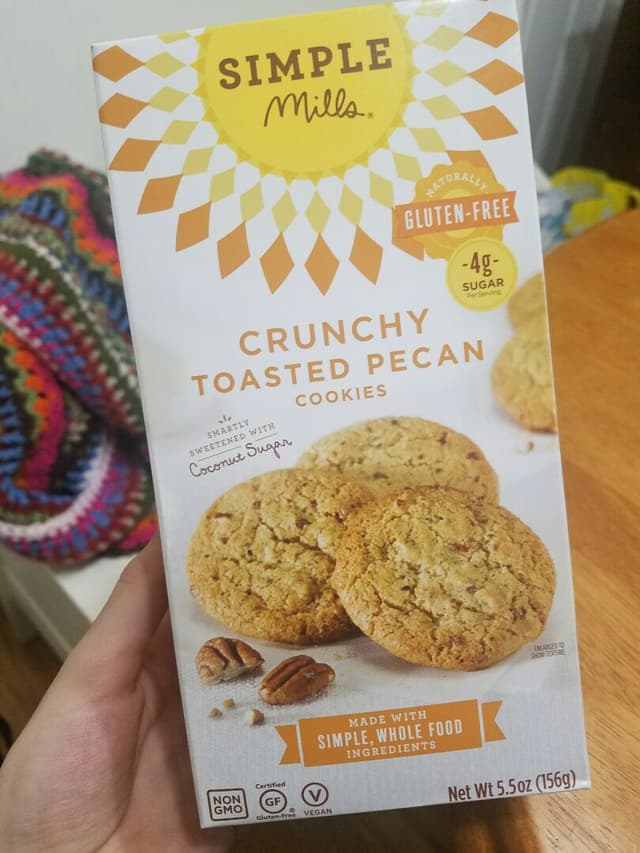 SIMPLE
Mills®
NATURALLY
GLUTEN-FREE
-4g-
SUGAR
Per Serving
CRUNCHY
TOASTED PECAN
COOKIES
SMARTLY
SWEETENED WITH
Coconut Sugar
ENLARGED TO
SHOW TEXTURE
MADE WITH
SIMPLE, WHOLE FOOD
INGREDIENTS
NON
GMO
Certified
GF
Gluten-Free
V
VEGAN
Net Wt 5.5oz (156g)